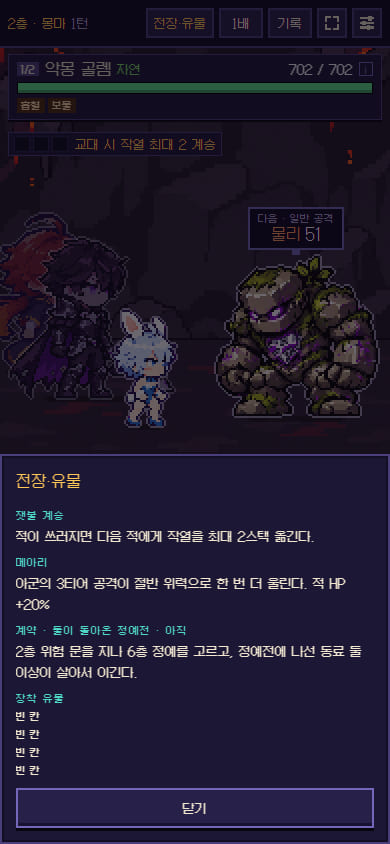 2층 · 몽마 1턴
전장·유물
1배
기록
1/2 악몽 골렘 자연
702 / 702
흡혈 보물
교대 시 작열 최대 2 계승
다음 · 일반 공격
물리 51
전장·유물
잿불 계승
적이 쓰러지면 다음 적에게 작열을 최대 2스택 옮긴다.
메아리
아군의 3티어 공격이 절반 위력으로 한 번 더 울린다. 적 HP
+20%
계약 · 둘이 돌아온 정예전 · 아직
2층 위험 문을 지나 6층 정예를 고르고, 정예전에 나선 동료 둘
이상이 살아서 이긴다.
장착 유물
빈 칸
빈 칸
빈 칸
빈 칸
닫기